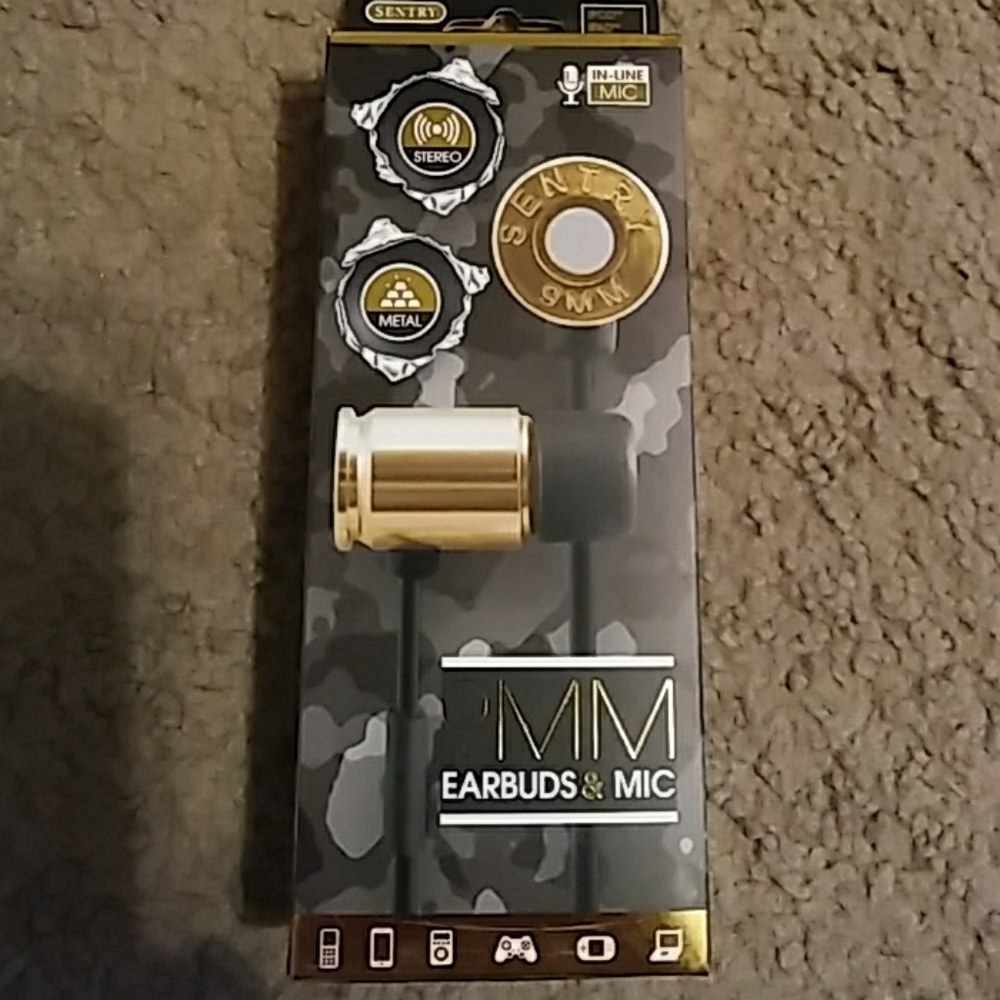 SENTRY
IN-LINE
MIC
STEREO
SENTRY
9MM
METAL
MM
EARBUDS & MIC